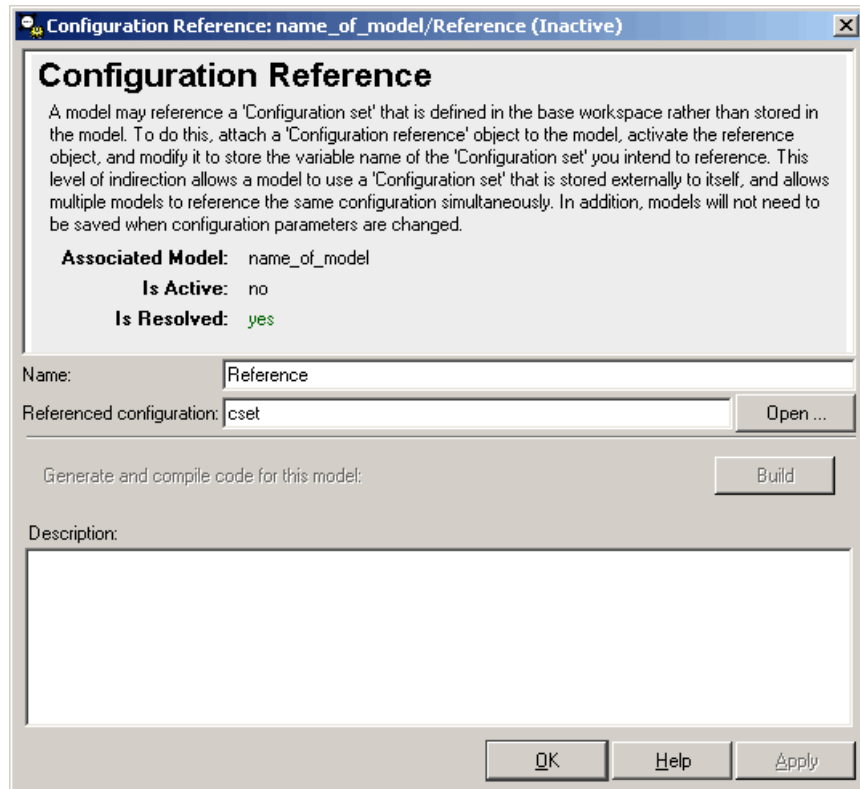 Configuration Reference: name_of_model/Reference (Inactive)
Configuration Reference
A model may reference a 'Configuration set' that is defined in the base workspace rather than stored in
the model. To do this, attach a 'Configuration reference' object to the model, activate the reference
object, and modify it to store the variable name of the 'Configuration set' you intend to reference. This
level of indirection allows a model to use a 'Configuration set' that is stored externally to itself, and allows
multiple models to reference the same configuration simultaneously. In addition, models will not need to
be saved when configuration parameters are changed.
Associated Model: name_of_model
Is Active: no
Is Resolved: yes
Name: Reference
Referenced configuration: cset Open ...
Generate and compile code for this model: Build
Description:
OK Help Apply